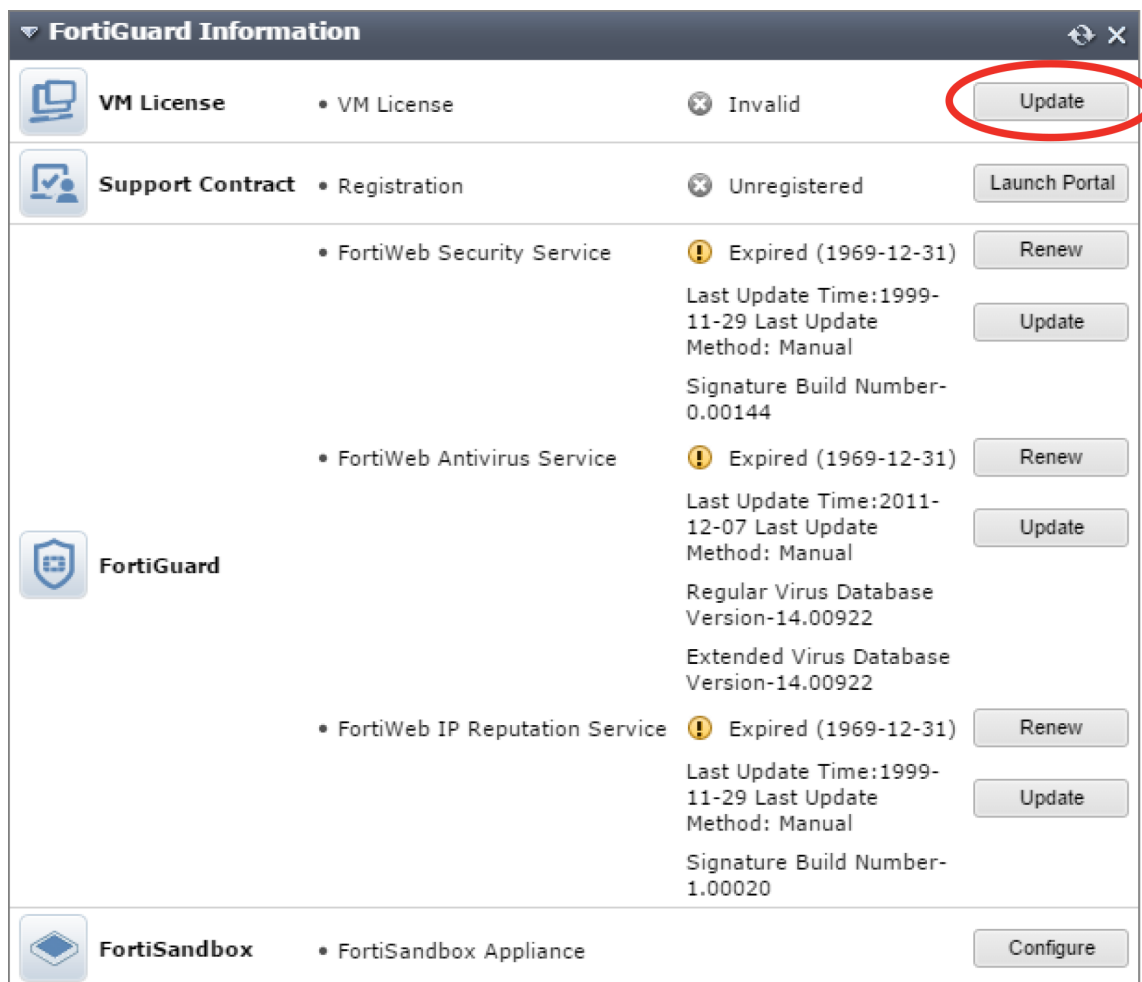 FortiGuard Information
VM License • VM License Invalid Update
Support Contract • Registration Unregistered Launch Portal
• FortiWeb Security Service Expired (1969-12-31) Renew
Last Update Time:1999-
11-29 Last Update Update
Method: Manual
Signature Build Number-
0.00144
• FortiWeb Antivirus Service Expired (1969-12-31) Renew
Last Update Time:2011-
12-07 Last Update Update
Method: Manual
FortiGuard
Regular Virus Database
Version-14.00922
Extended Virus Database
Version-14.00922
• FortiWeb IP Reputation Service Expired (1969-12-31) Renew
Last Update Time:1999-
11-29 Last Update Update
Method: Manual
Signature Build Number-
1.00020
FortiSandbox • FortiSandbox Appliance Configure